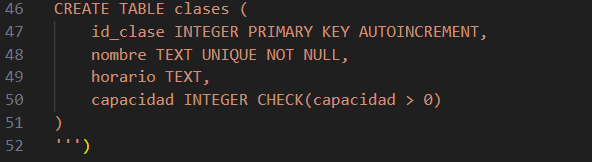 46 CREATE TABLE clases (
47 id_clase INTEGER PRIMARY KEY AUTOINCREMENT,
48 nombre TEXT UNIQUE NOT NULL,
49 horario TEXT,
50 capacidad INTEGER CHECK(capacidad > 0)
51 )
52 ''')